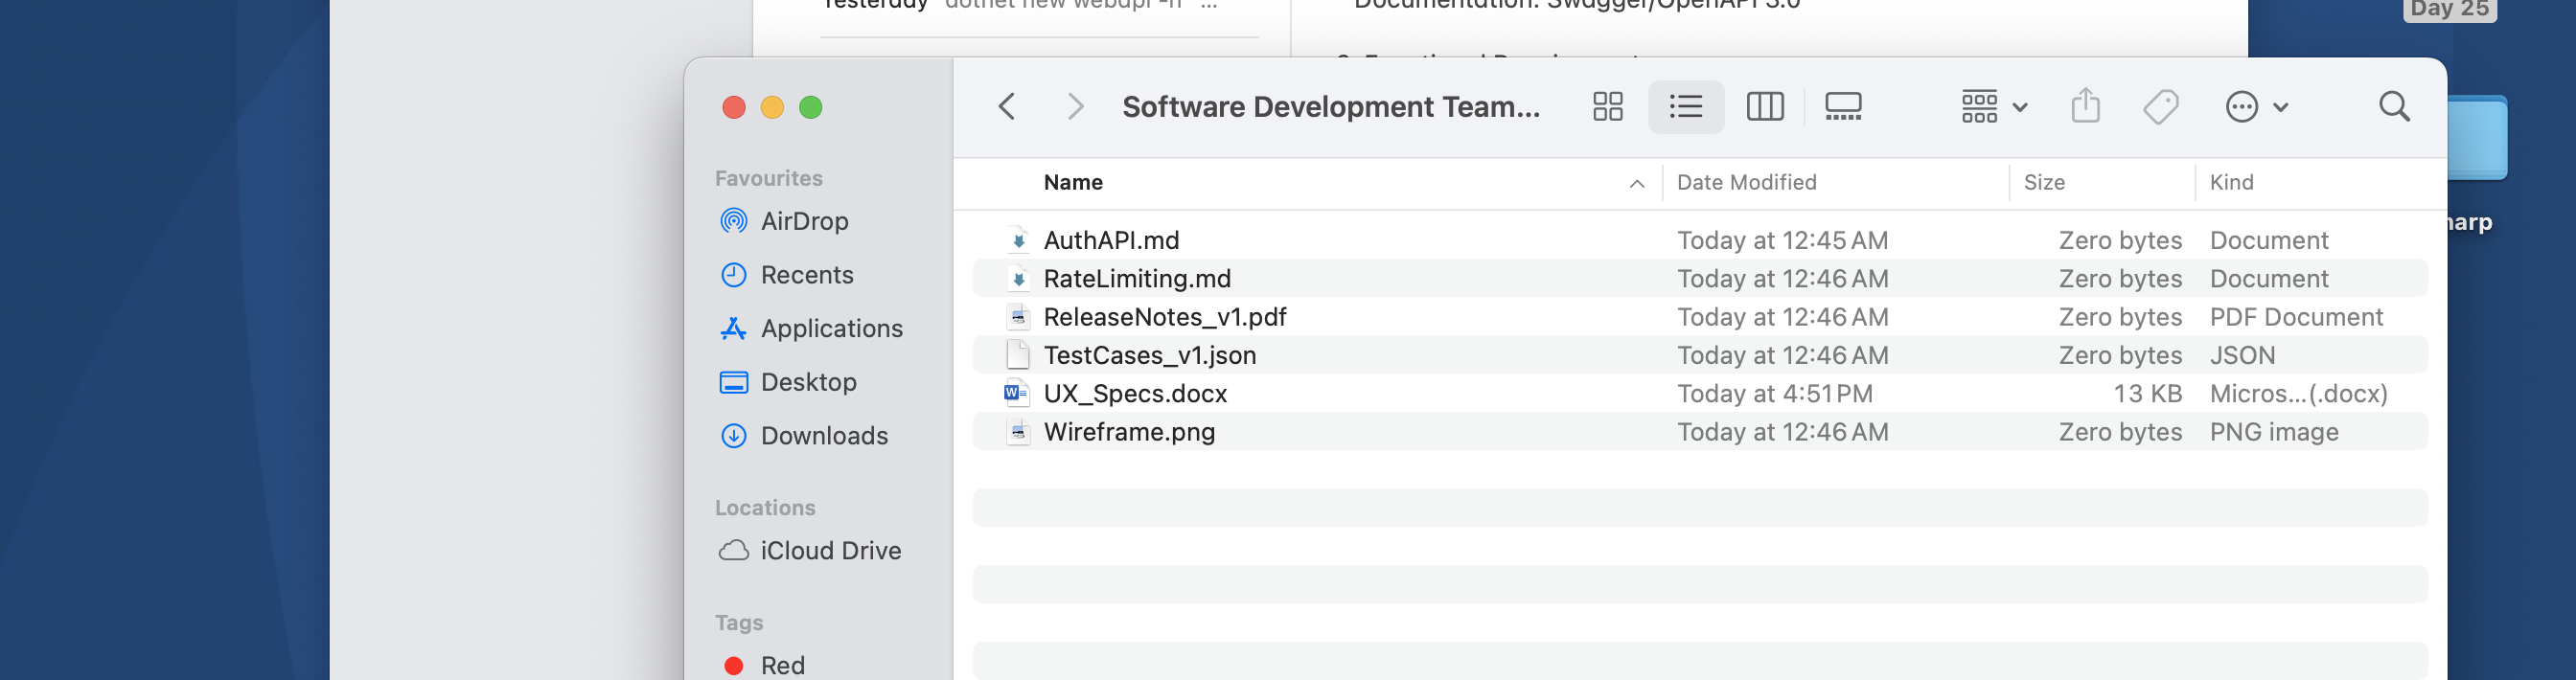 Yesterday dotnet new webapi -n ...
Documentation: Swagger/OpenAPI 3.0
Day 25
Software Development Team...
Favourites
AirDrop
Recents
Applications
Desktop
Downloads
Locations
iCloud Drive
Tags
Red
Name Date Modified Size Kind
AuthAPI.md Today at 12:45 AM Zero bytes Document
RateLimiting.md Today at 12:46 AM Zero bytes Document
ReleaseNotes_v1.pdf Today at 12:46 AM Zero bytes PDF Document
TestCases_v1.json Today at 12:46 AM Zero bytes JSON
UX_Specs.docx Today at 4:51 PM 13 KB Micros...(.docx)
Wireframe.png Today at 12:46 AM Zero bytes PNG image
harp